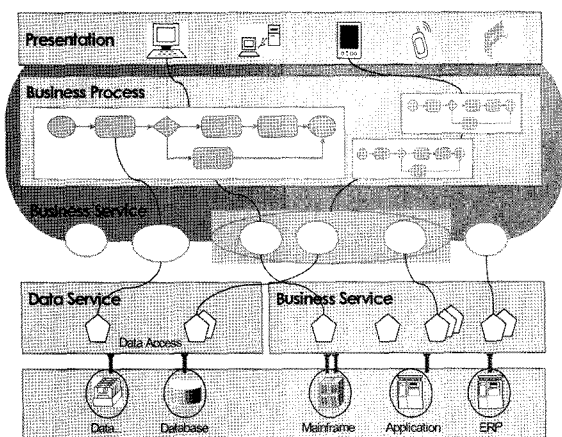 Presentation
Business Process
Business Service
Data Service
Business Service
Data Access
Data...
Database
Mainframe
Application
ERP